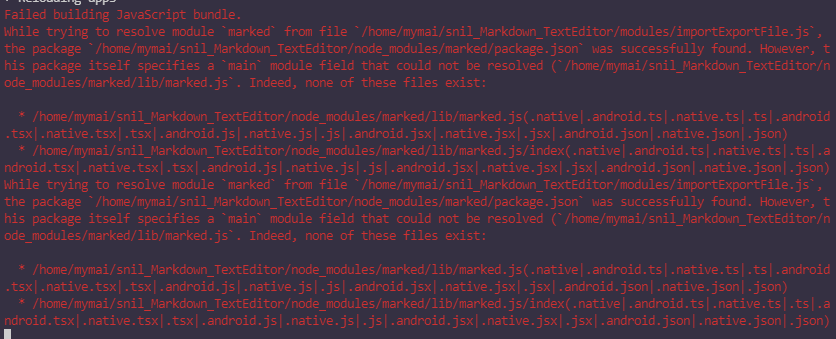 Reloading apps
Failed building JavaScript bundle.
While trying to resolve module `marked` from file `/home/mymai/snil_Markdown_TextEditor/modules/importExportFile.js`,
the package `/home/mymai/snil_Markdown_TextEditor/node_modules/marked/package.json` was successfully found. However, t
his package itself specifies a `main` module field that could not be resolved (`/home/mymai/snil_Markdown_TextEditor/n
ode_modules/marked/lib/marked.js`. Indeed, none of these files exist:
* /home/mymai/snil_Markdown_TextEditor/node_modules/marked/lib/marked.js(.native|.android.ts|.native.ts|.ts|.android
.tsx|.native.tsx|.tsx|.android.js|.native.js|.js|.android.jsx|.native.jsx|.jsx|.android.json|.native.json|.json)
* /home/mymai/snil_Markdown_TextEditor/node_modules/marked/lib/marked.js/index(.native|.android.ts|.native.ts|.ts|.a
ndroid.tsx|.native.tsx|.tsx|.android.js|.native.js|.js|.android.jsx|.native.jsx|.jsx|.android.json|.native.json|.json)
While trying to resolve module `marked` from file `/home/mymai/snil_Markdown_TextEditor/modules/importExportFile.js`,
the package `/home/mymai/snil_Markdown_TextEditor/node_modules/marked/package.json` was successfully found. However, t
his package itself specifies a `main` module field that could not be resolved (`/home/mymai/snil_Markdown_TextEditor/n
ode_modules/marked/lib/marked.js`. Indeed, none of these files exist:
* /home/mymai/snil_Markdown_TextEditor/node_modules/marked/lib/marked.js(.native|.android.ts|.native.ts|.ts|.android
.tsx|.native.tsx|.tsx|.android.js|.native.js|.js|.android.jsx|.native.jsx|.jsx|.android.json|.native.json|.json)
* /home/mymai/snil_Markdown_TextEditor/node_modules/marked/lib/marked.js/index(.native|.android.ts|.native.ts|.ts|.a
ndroid.tsx|.native.tsx|.tsx|.android.js|.native.js|.js|.android.jsx|.native.jsx|.jsx|.android.json|.native.json|.json)